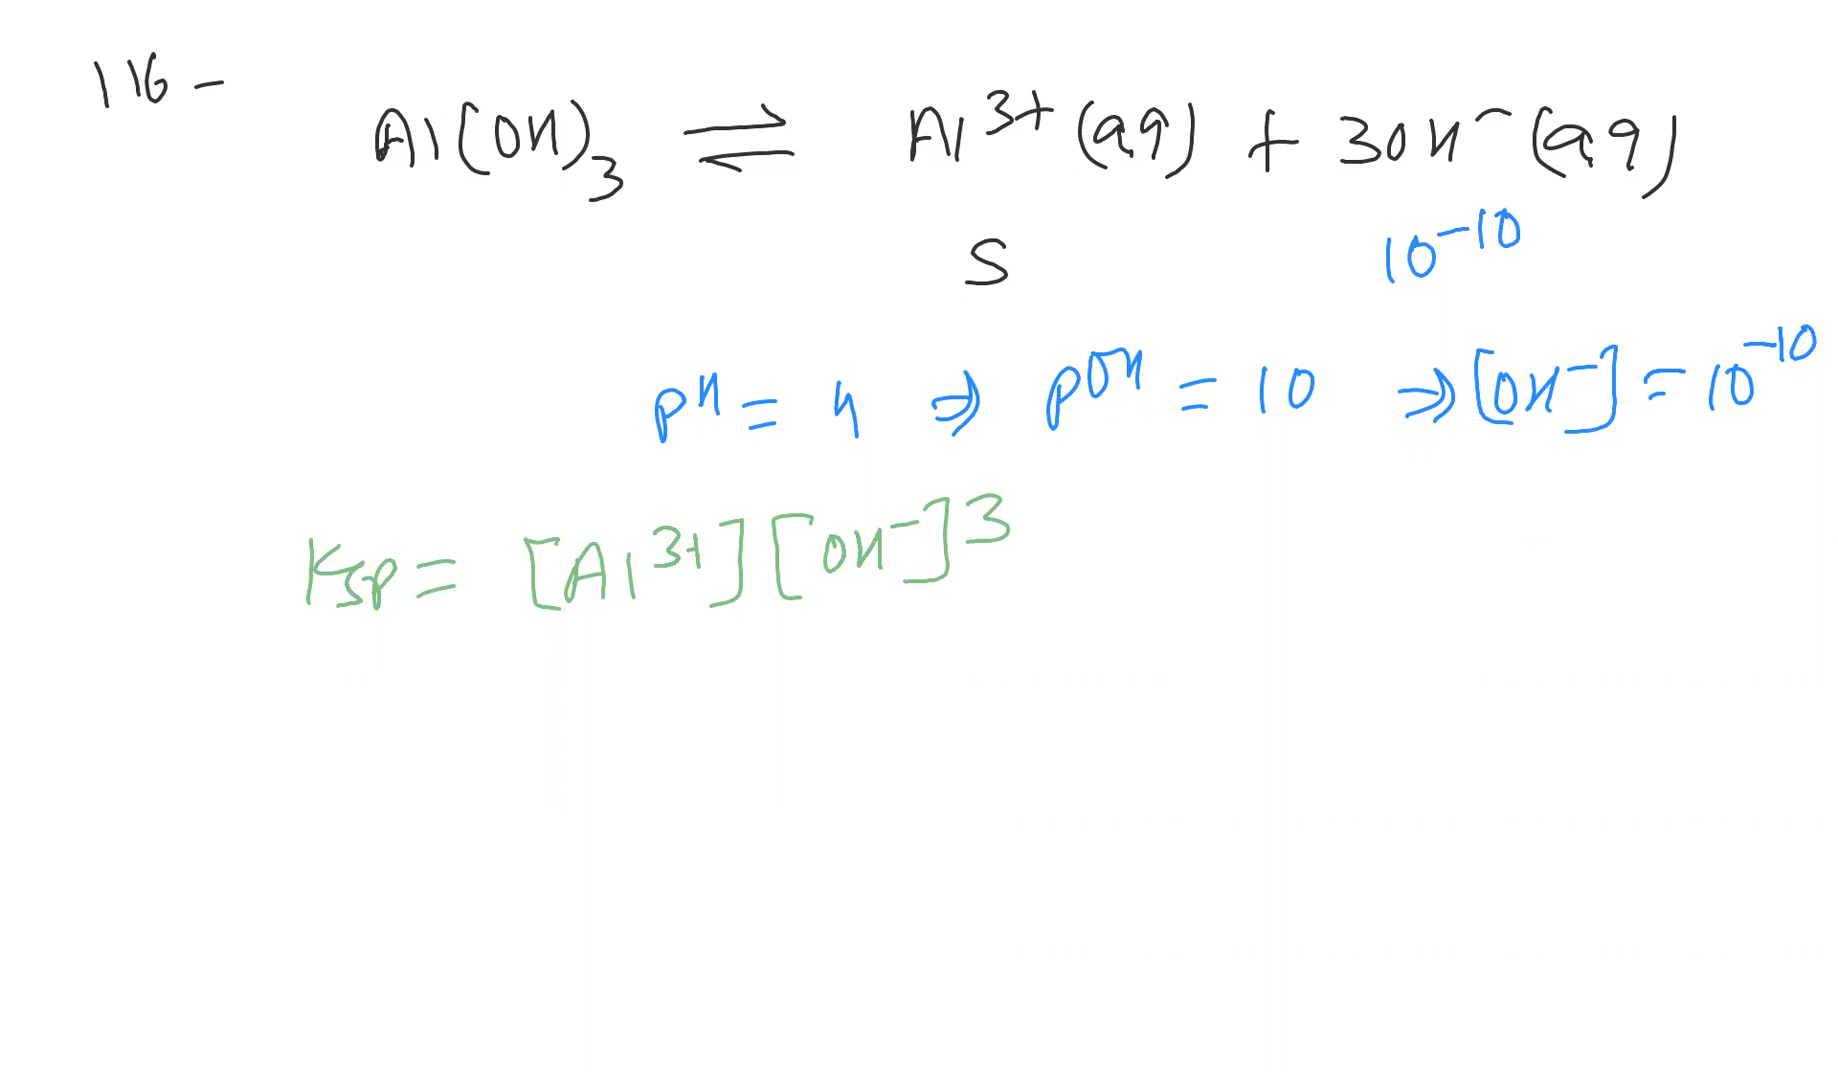 116 -
Al(OH)₃ ⇌ Al³⁺(aq) + 3OH⁻(aq)
S 10⁻¹⁰
pH = 4 ⇒ pOH = 10 ⇒ [OH⁻] = 10⁻¹⁰
Ksp = [Al³⁺][OH⁻]³